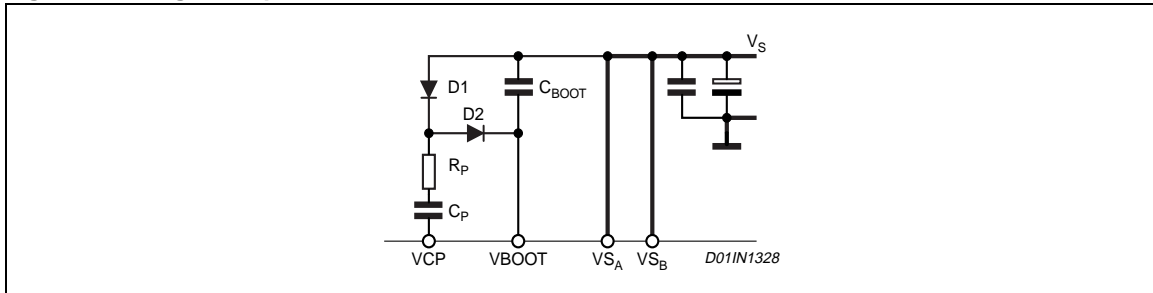 V_S
D1
C_BOOT
D2
R_P
C_P
VCP
VBOOT
VS_A
VS_B
D01IN1328